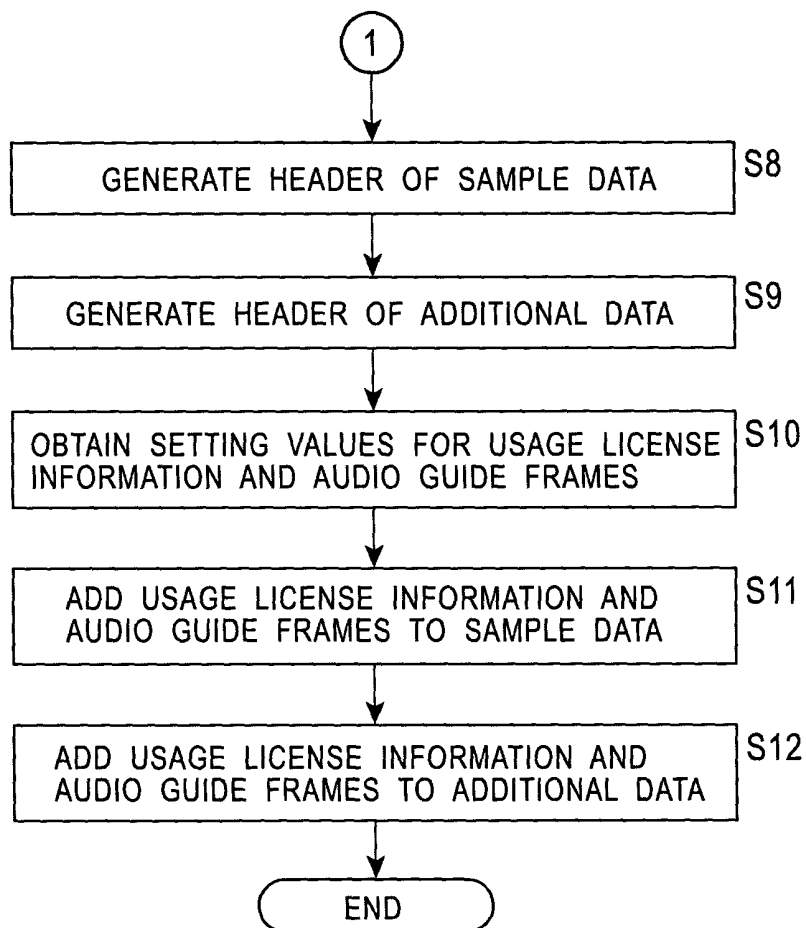 1
GENERATE HEADER OF SAMPLE DATA
S8
GENERATE HEADER OF ADDITIONAL DATA
S9
OBTAIN SETTING VALUES FOR USAGE LICENSE
INFORMATION AND AUDIO GUIDE FRAMES
S10
ADD USAGE LICENSE INFORMATION AND
AUDIO GUIDE FRAMES TO SAMPLE DATA
S11
ADD USAGE LICENSE INFORMATION AND
AUDIO GUIDE FRAMES TO ADDITIONAL DATA
S12
END